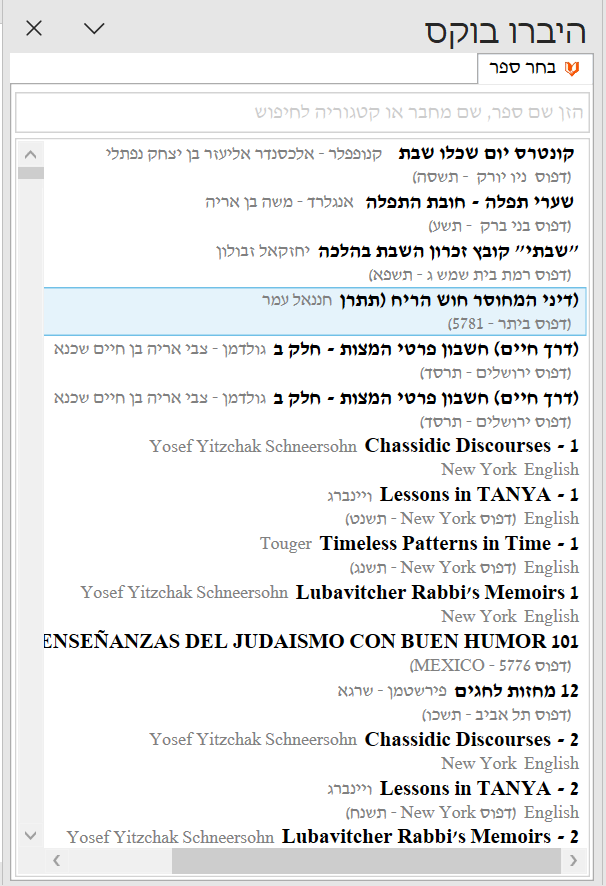 היברו בוקס
בחר ספר
הזן שם ספר, שם מחבר או קטגוריה לחיפוש
קונטרס יום שכלו שבת קנופפלר - אלכסנדר אליעזר בן יצחק נפתלי
(דפוס ניו יורק - תשסה)
שערי תפלה - חובת התפלה אנגלרד - משה בן אריה
(דפוס בני ברק - תשע)
"שבתי" קובץ זכרון השבת בהלכה יחזקאל זבולון
(דפוס רמת בית שמש ג - תשפא)
(דיני המחוסר חוש הריח (תתרן חננאל עמר
(דפוס ביתר - 5781)
(דרך חיים) חשבון פרטי המצות - חלק ב גולדמן - צבי אריה בן חיים שכנא
(דפוס ירושלים - תרסד)
(דרך חיים) חשבון פרטי המצות - חלק ב גולדמן - צבי אריה בן חיים שכנא
(דפוס ירושלים - תרסד)
Yosef Yitzchak Schneersohn Chassidic Discourses - 1
New York English
ויינברג Lessons in TANYA - 1
(דפוס New York - תשנט) English
Touger Timeless Patterns in Time - 1
(דפוס New York - תשנג) English
Yosef Yitzchak Schneersohn Lubavitcher Rabbi's Memoirs 1
New York English
ENSEÑANZAS DEL JUDAISMO CON BUEN HUMOR 101
(דפוס MEXICO - 5776)
12 מחזות לחגים פירשטמן - שרגא
(דפוס תל אביב - תשכו)
Yosef Yitzchak Schneersohn Chassidic Discourses - 2
New York English
ויינברג Lessons in TANYA - 2
(דפוס New York - תשנח) English
Yosef Yitzchak Schneersohn Lubavitcher Rabbi's Memoirs - 2